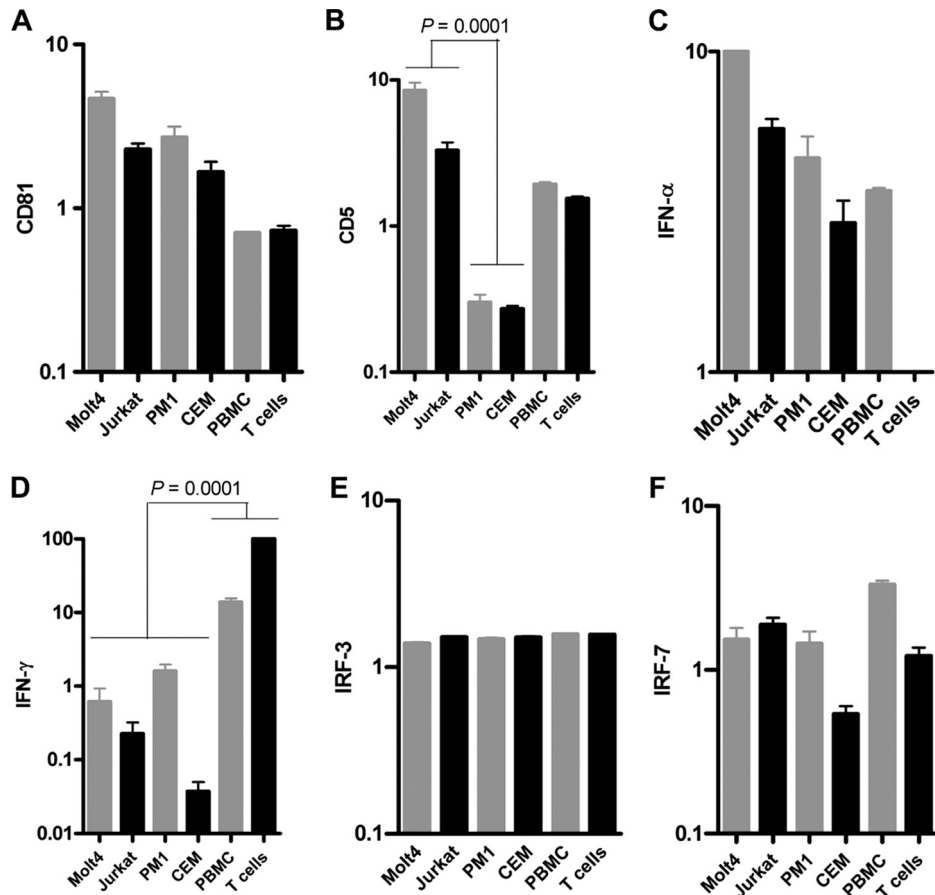 A
CD81
10
1
0.1
Molt4
Jurkat
PM1
CEM
PBMC
T cells
B
P = 0.0001
CD5
10
1
0.1
Molt4
Jurkat
PM1
CEM
PBMC
T cells
C
IFN-α
10
1
Molt4
Jurkat
PM1
CEM
PBMC
T cells
D
P = 0.0001
IFN-γ
100
10
1
0.1
0.01
Molt4
Jurkat
PM1
CEM
PBMC
T cells
E
IRF-3
10
1
0.1
Molt4
Jurkat
PM1
CEM
PBMC
T cells
F
IRF-7
10
1
0.1
Molt4
Jurkat
PM1
CEM
PBMC
T cells